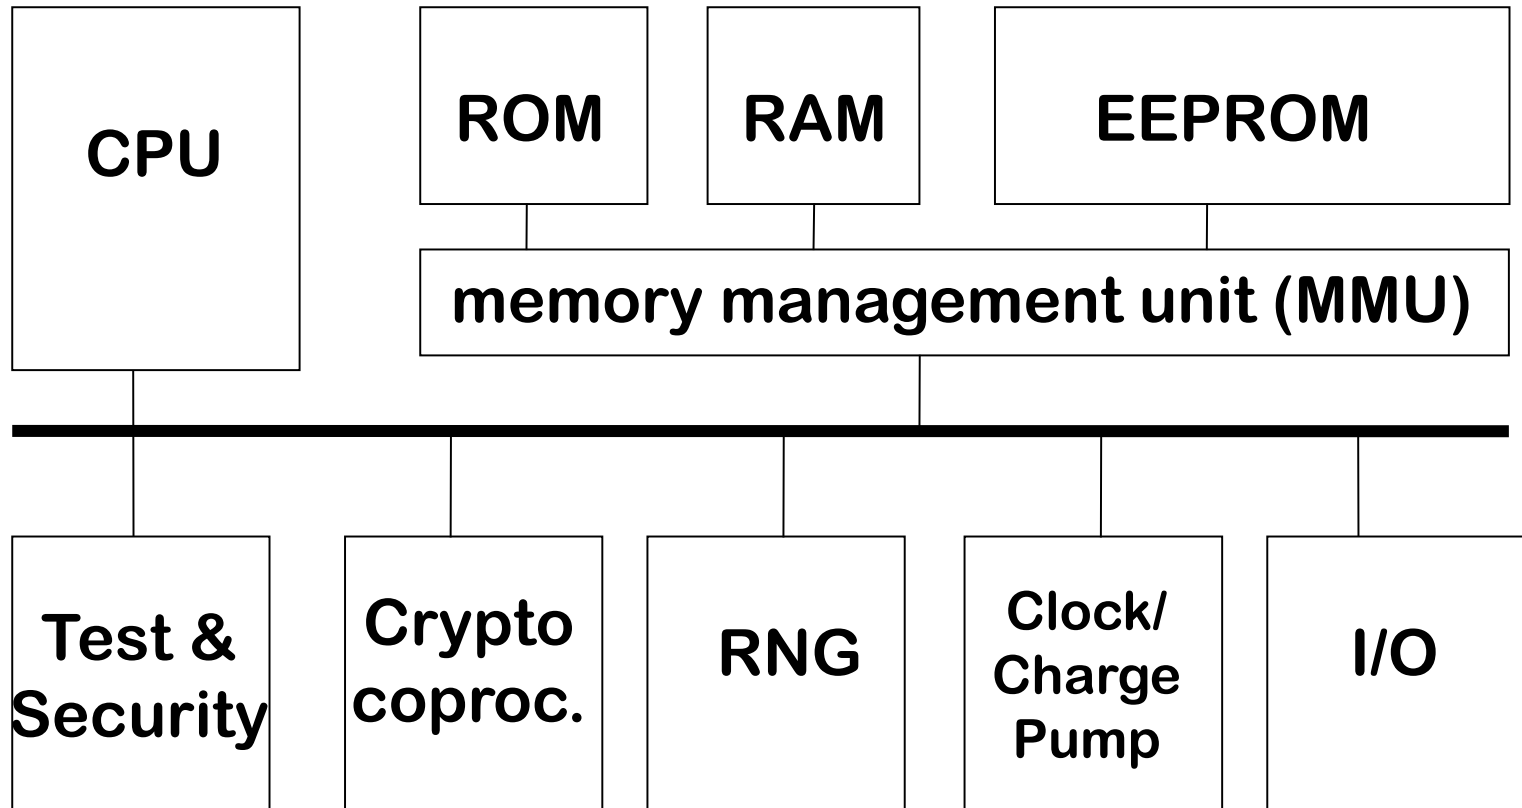 CPU
ROM
RAM
EEPROM
memory management unit (MMU)
Test &
Security
Crypto
coproc.
RNG
Clock/
Charge
Pump
I/O